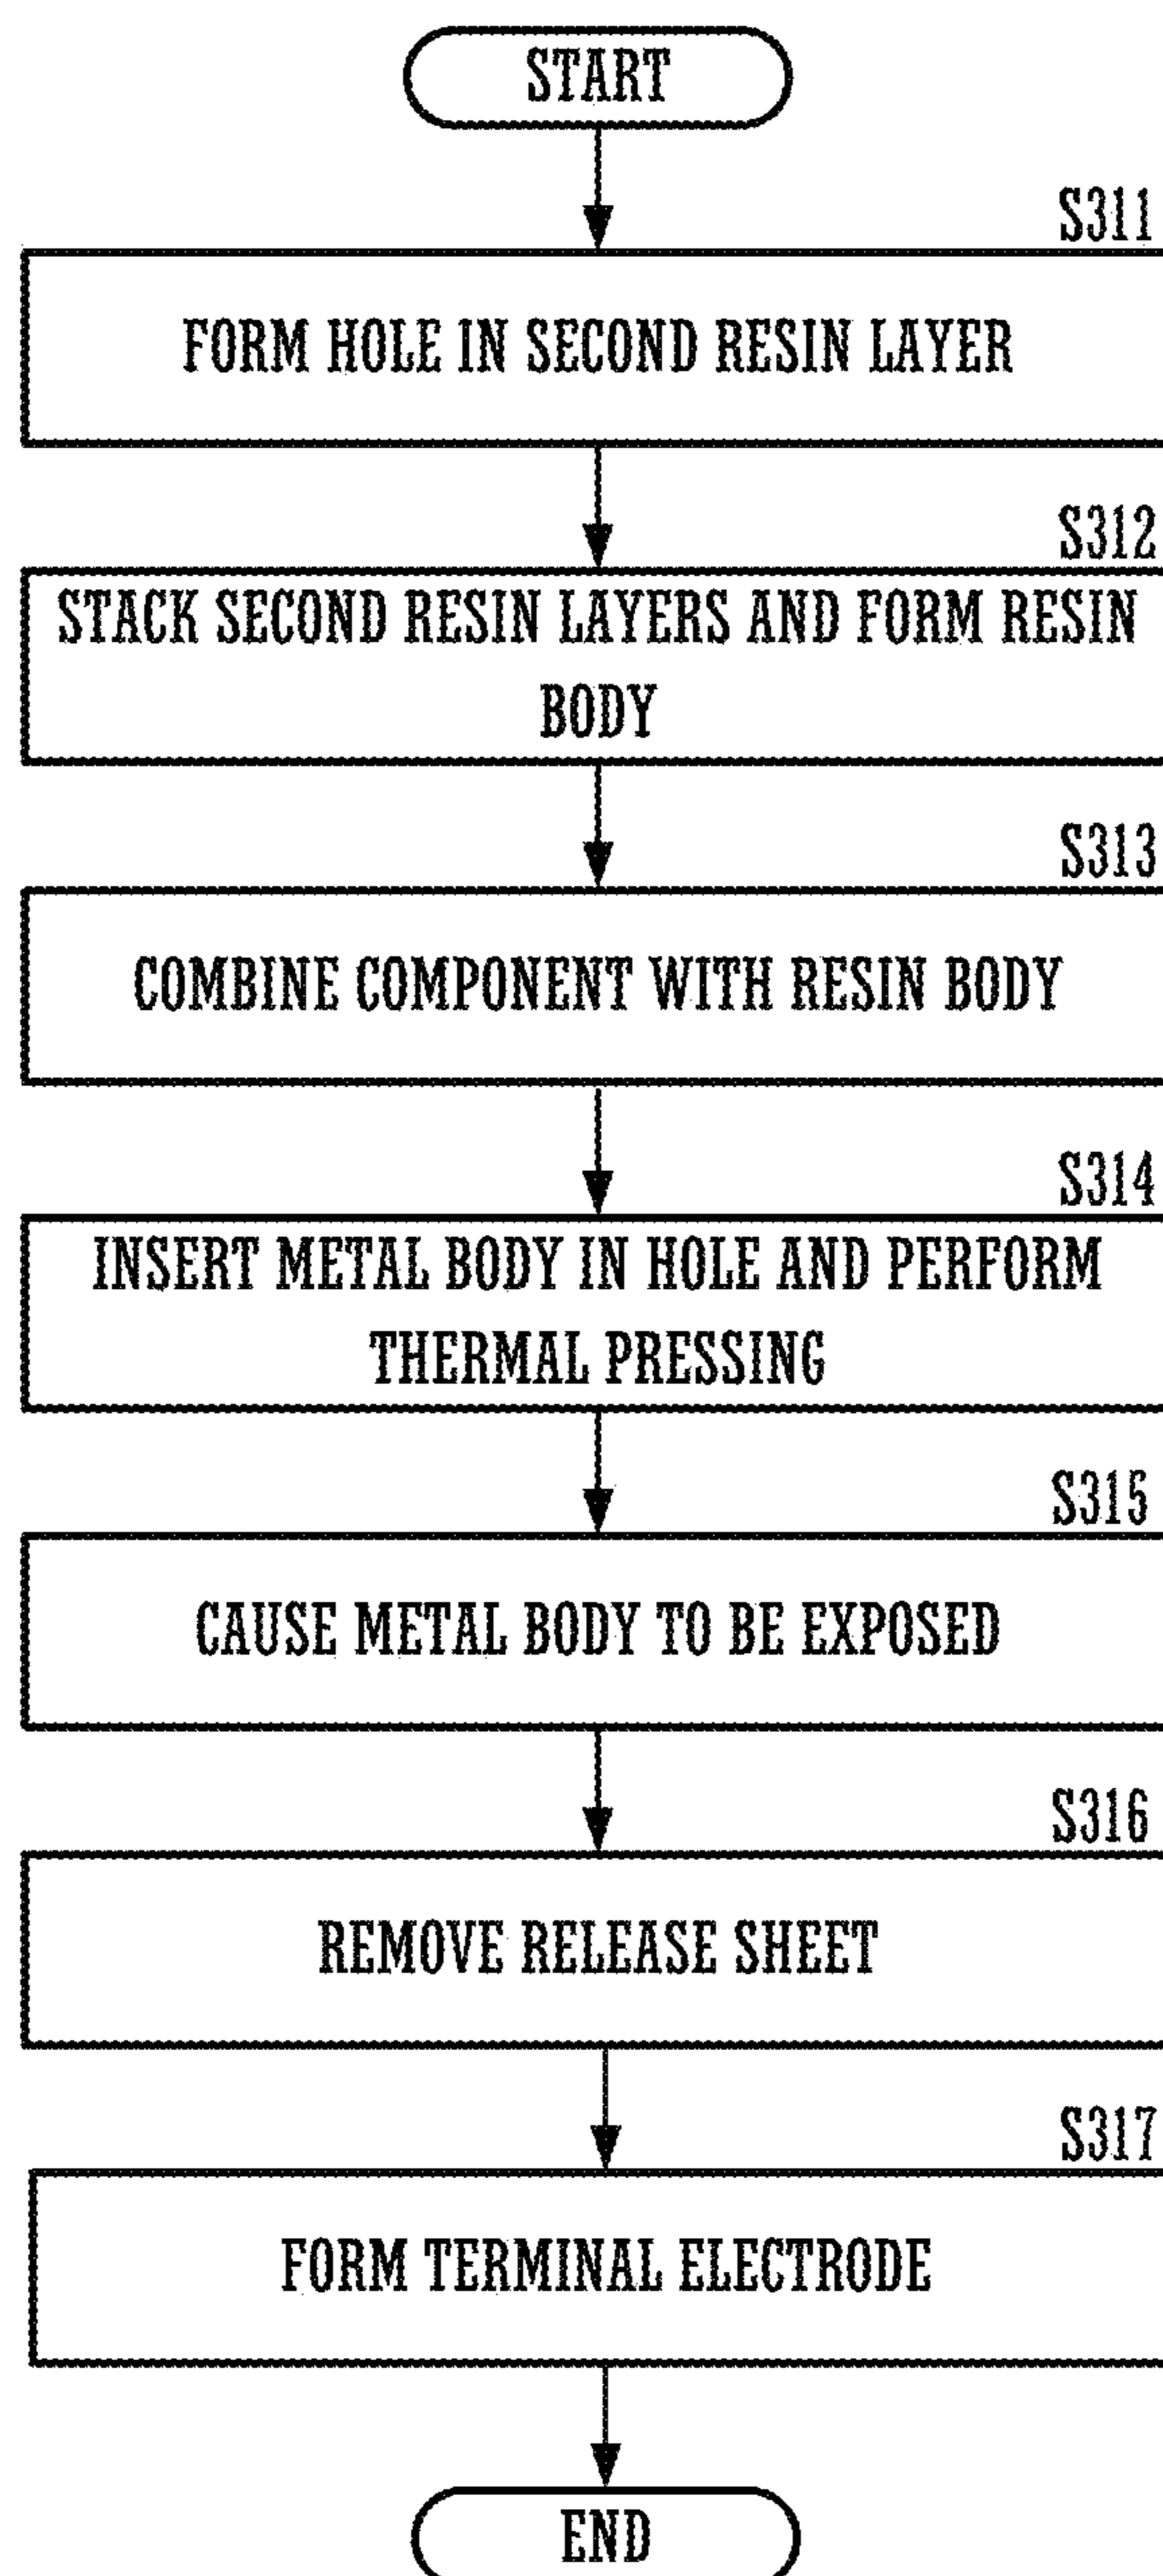 START
S311
FORM HOLE IN SECOND RESIN LAYER
S312
STACK SECOND RESIN LAYERS AND FORM RESIN
BODY
S313
COMBINE COMPONENT WITH RESIN BODY
S314
INSERT METAL BODY IN HOLE AND PERFORM
THERMAL PRESSING
S315
CAUSE METAL BODY TO BE EXPOSED
S316
REMOVE RELEASE SHEET
S317
FORM TERMINAL ELECTRODE
END